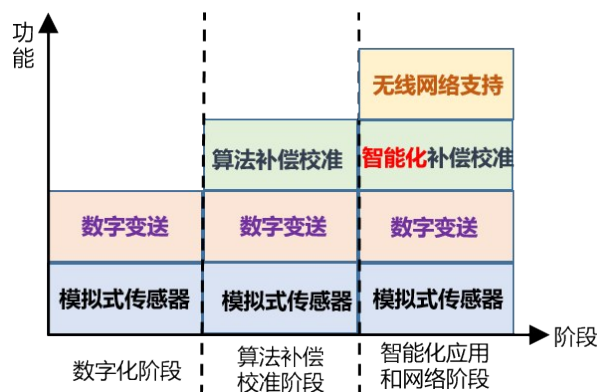 功
能
无线网络支持
算法补偿校准
智能化补偿校准
数字变送
数字变送
数字变送
模拟式传感器
模拟式传感器
模拟式传感器
阶段
数字化阶段
算法补偿
校准阶段
智能化应用
和网络阶段